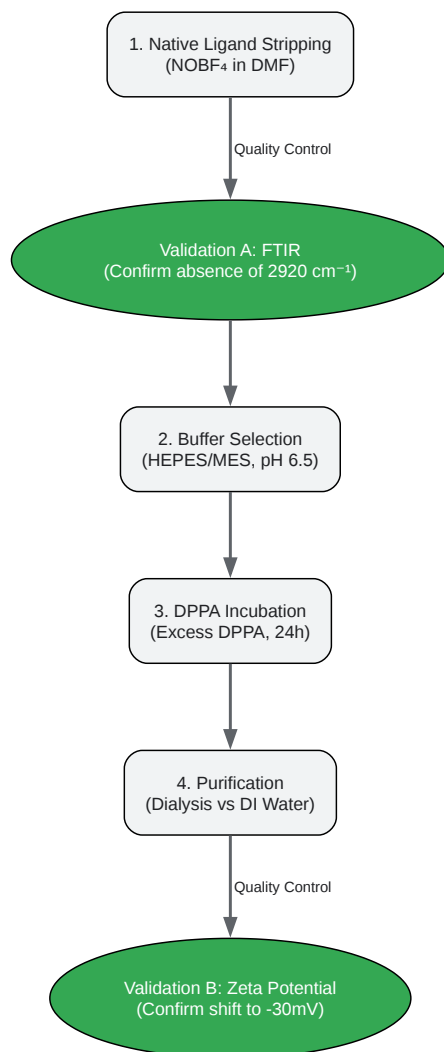 1. Native Ligand Stripping
(NOBF₄ in DMF)
Quality Control
Validation A: FTIR
(Confirm absence of 2920 cm⁻¹)
2. Buffer Selection
(HEPES/MES, pH 6.5)
3. DPPA Incubation
(Excess DPPA, 24h)
4. Purification
(Dialysis vs DI Water)
Quality Control
Validation B: Zeta Potential
(Confirm shift to -30mV)